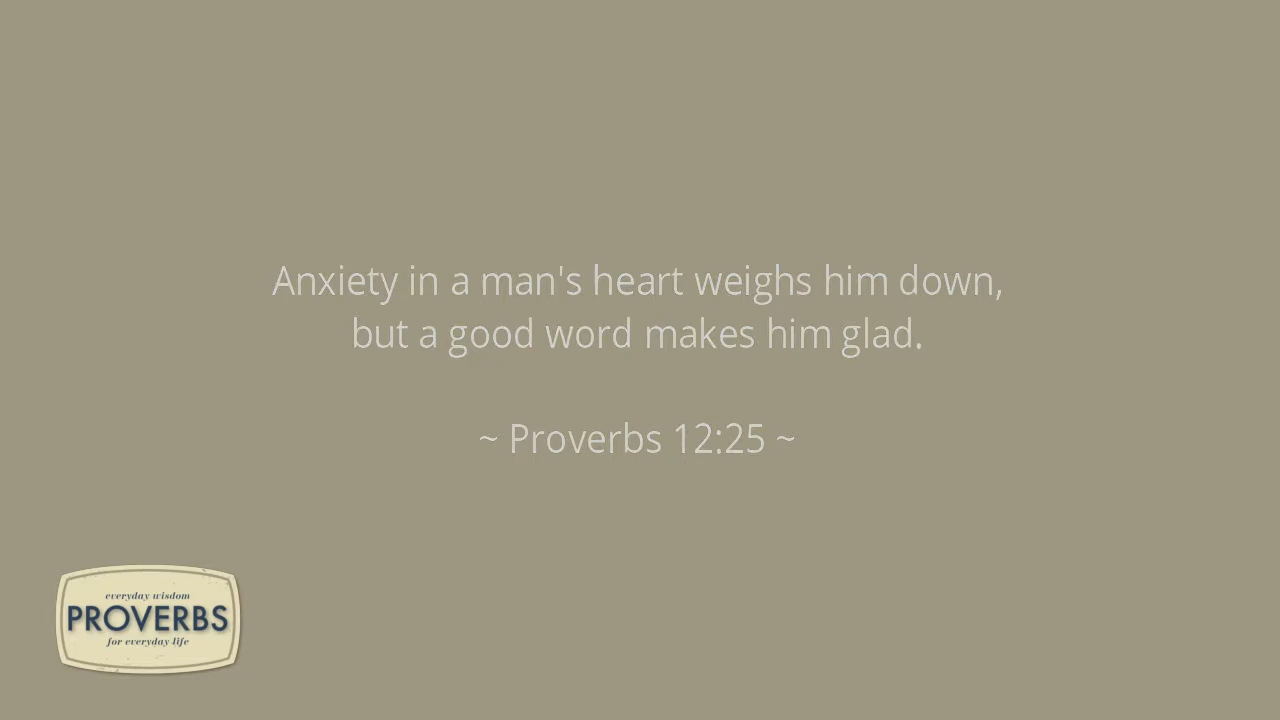 Anxiety in a man's heart weighs him down,
but a good word makes him glad.
~ Proverbs 12:25 ~
everyday wisdom
PROVERBS
for everyday life